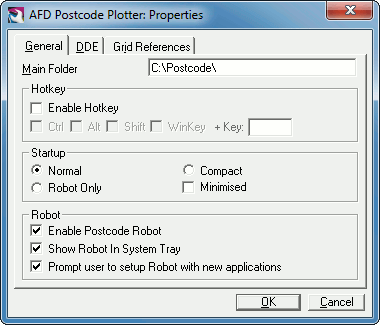 AFD Postcode Plotter: Properties
General DDE Grid References
Main Folder C:\Postcode\
Hotkey
Enable Hotkey
Ctrl Alt Shift WinKey + Key:
Startup
Normal Compact
Robot Only Minimised
Robot
Enable Postcode Robot
Show Robot In System Tray
Prompt user to setup Robot with new applications
OK Cancel